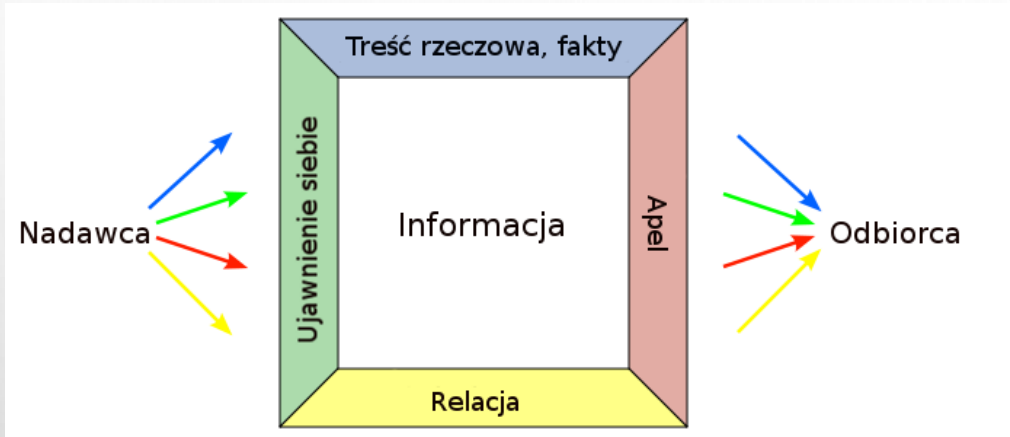 Treść rzeczowa, fakty
Ujawnienie siebie
Nadawca
Informacja
Apel
Odbiorca
Relacja